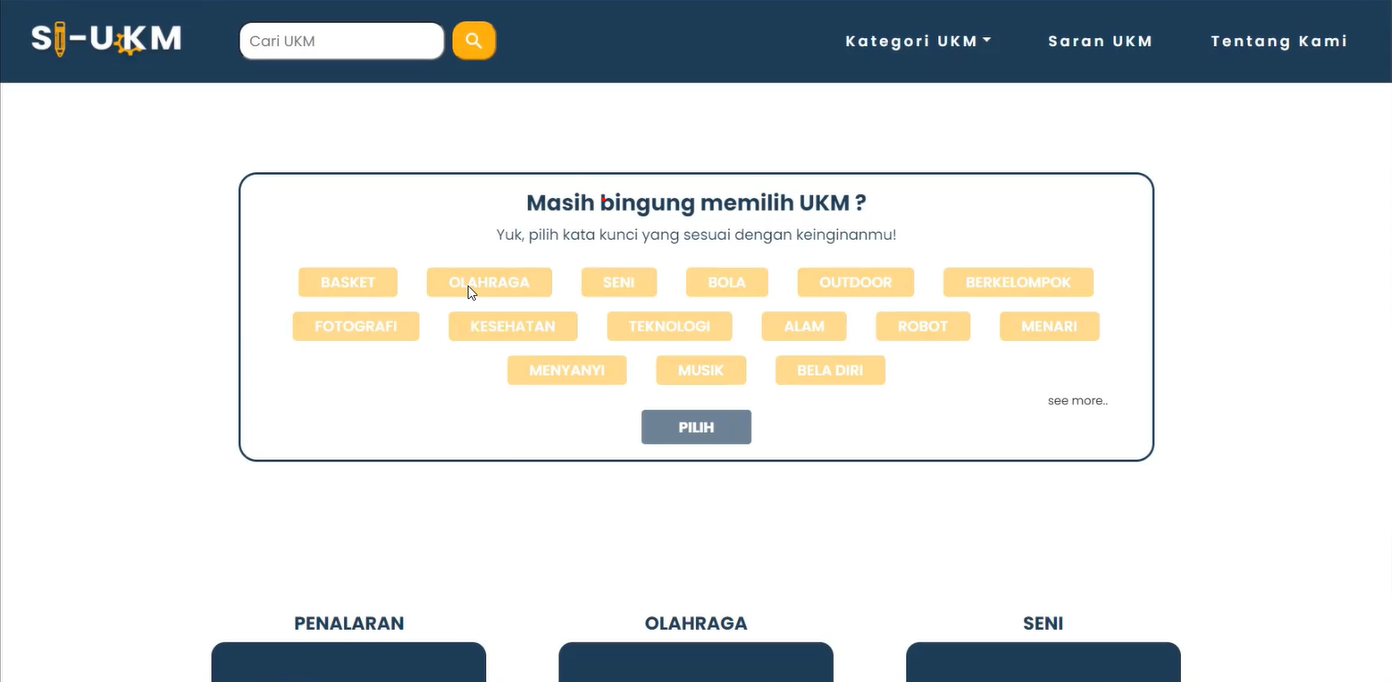 SI-UKM Cari UKM Kategori UKM Saran UKM Tentang Kami
Masih bingung memilih UKM ?
Yuk, pilih kata kunci yang sesuai dengan keinginanmu!
BASKET OLAHRAGA SENI BOLA OUTDOOR BERKELOMPOK
FOTOGRAFI KESEHATAN TEKNOLOGI ALAM ROBOT MENARI
MENYANYI MUSIK BELA DIRI
see more..
PILIH
PENALARAN OLAHRAGA SENI